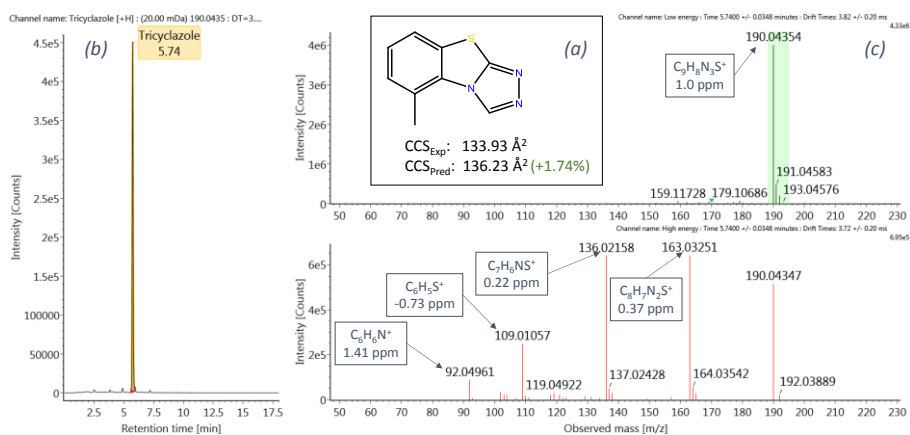 Channel name: Tricyclazole [+H] : (20.00 mDa) 190.0435 : DT=3....
(b)
Tricyclazole
5.74
4.5e5
4e5
3.5e5
3e5
2.5e5
2e5
1.5e5
100000
50000
0
Intensity [Counts]
2.5
5
7.5
10
12.5
15
17.5
Retention time [min]
(a)
S
N
N
N
CCSExp: 133.93 Å²
CCSPred: 136.23 Å² (+1.74%)
Channel name: Low energy : Time 5.7400 +/- 0.0348 minutes : Drift Times: 3.82 +/- 0.20 ms
4.33e6
(c)
190.04354
C₉H₈N₃S⁺
1.0 ppm
191.04583
159.11728
179.10686
193.04576
4e6
3e6
2e6
1e6
0
Intensity [Counts]
50 60 70 80 90 100 110 120 130 140 150 160 170 180 190 200 210 220 230
Channel name: High energy : Time 5.7400 +/- 0.0348 minutes : Drift Times: 3.72 +/- 0.20 ms
6.95e5
136.02158
163.03251
C₇H₆NS⁺
0.22 ppm
190.04347
C₆H₅S⁺
-0.73 ppm
C₈H₇N₂S⁺
0.37 ppm
109.01057
C₆H₆N⁺
1.41 ppm
92.04961
119.04922
137.02428
164.03542
192.03889
6e5
4e5
2e5
0
Intensity [Counts]
50 60 70 80 90 100 110 120 130 140 150 160 170 180 190 200 210 220 230
Observed mass [m/z]